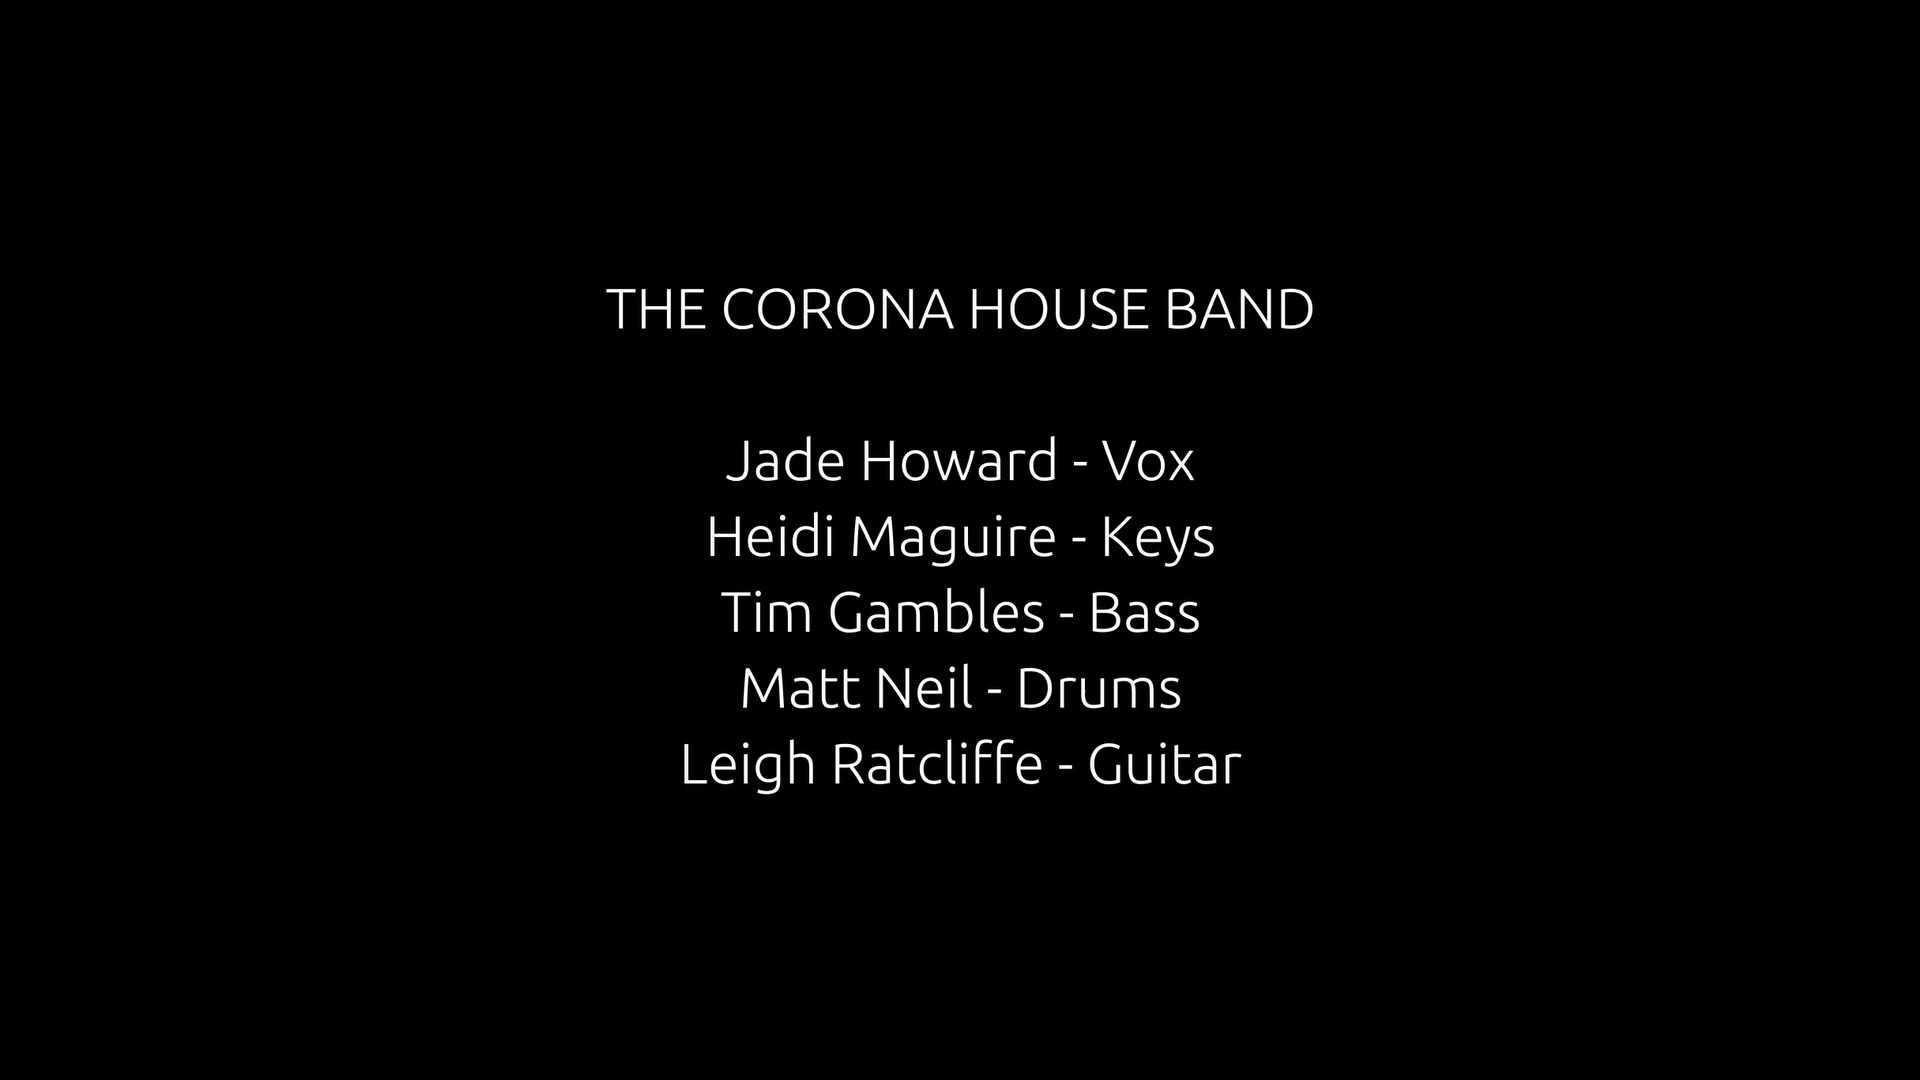 THE CORONA HOUSE BAND
Jade Howard - Vox
Heidi Maguire - Keys
Tim Gambles - Bass
Matt Neil - Drums
Leigh Ratcliffe - Guitar